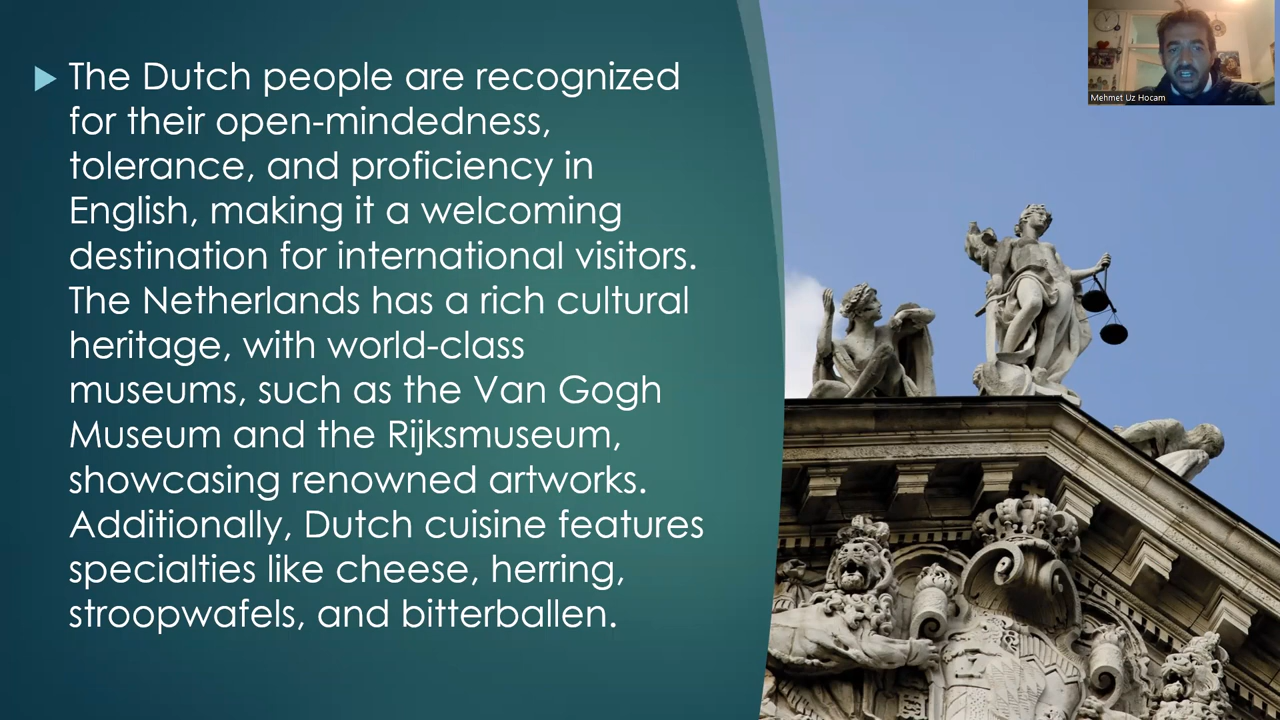 The Dutch people are recognized
for their open-mindedness,
tolerance, and proficiency in
English, making it a welcoming
destination for international visitors.
The Netherlands has a rich cultural
heritage, with world-class
museums, such as the Van Gogh
Museum and the Rijksmuseum,
showcasing renowned artworks.
Additionally, Dutch cuisine features
specialties like cheese, herring,
stroopwafels, and bitterballen.
Mehmet Uz Hocam